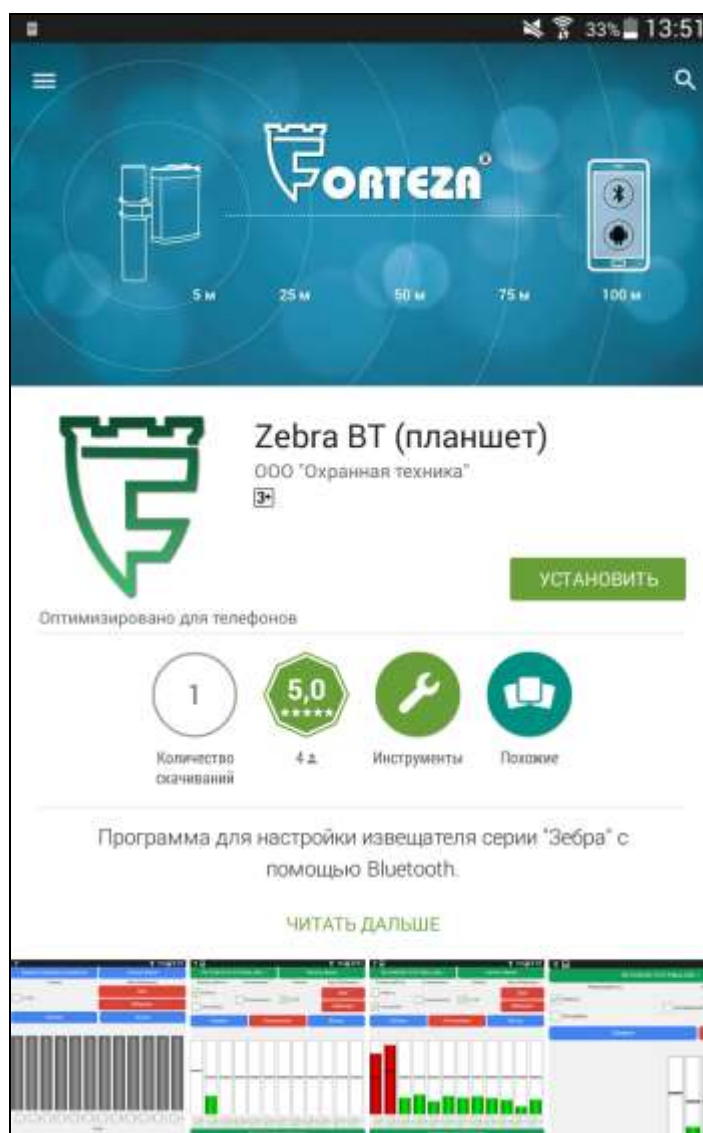 33% 13:51
FORTEZA®
5 м 25 м 50 м 75 м 100 м
Zebra BT (планшет)
ООО "Охранная техника"
3+
УСТАНОВИТЬ
Оптимизировано для телефонов
1
5,0
Количество
скачиваний
4
Инструменты
Похожие
Программа для настройки извещателя серии "Зебра" с
помощью Bluetooth.
ЧИТАТЬ ДАЛЬШЕ